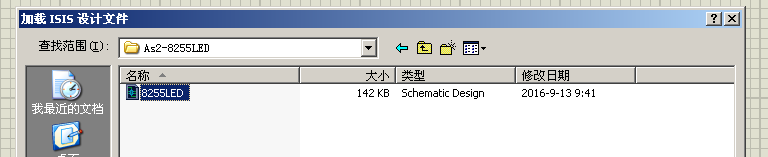 加载 ISIS 设计文件
查找范围(I):
As2-8255LED
名称 大小 类型 修改日期
8255LED 142 KB Schematic Design 2016-9-13 9:41
我最近的文档